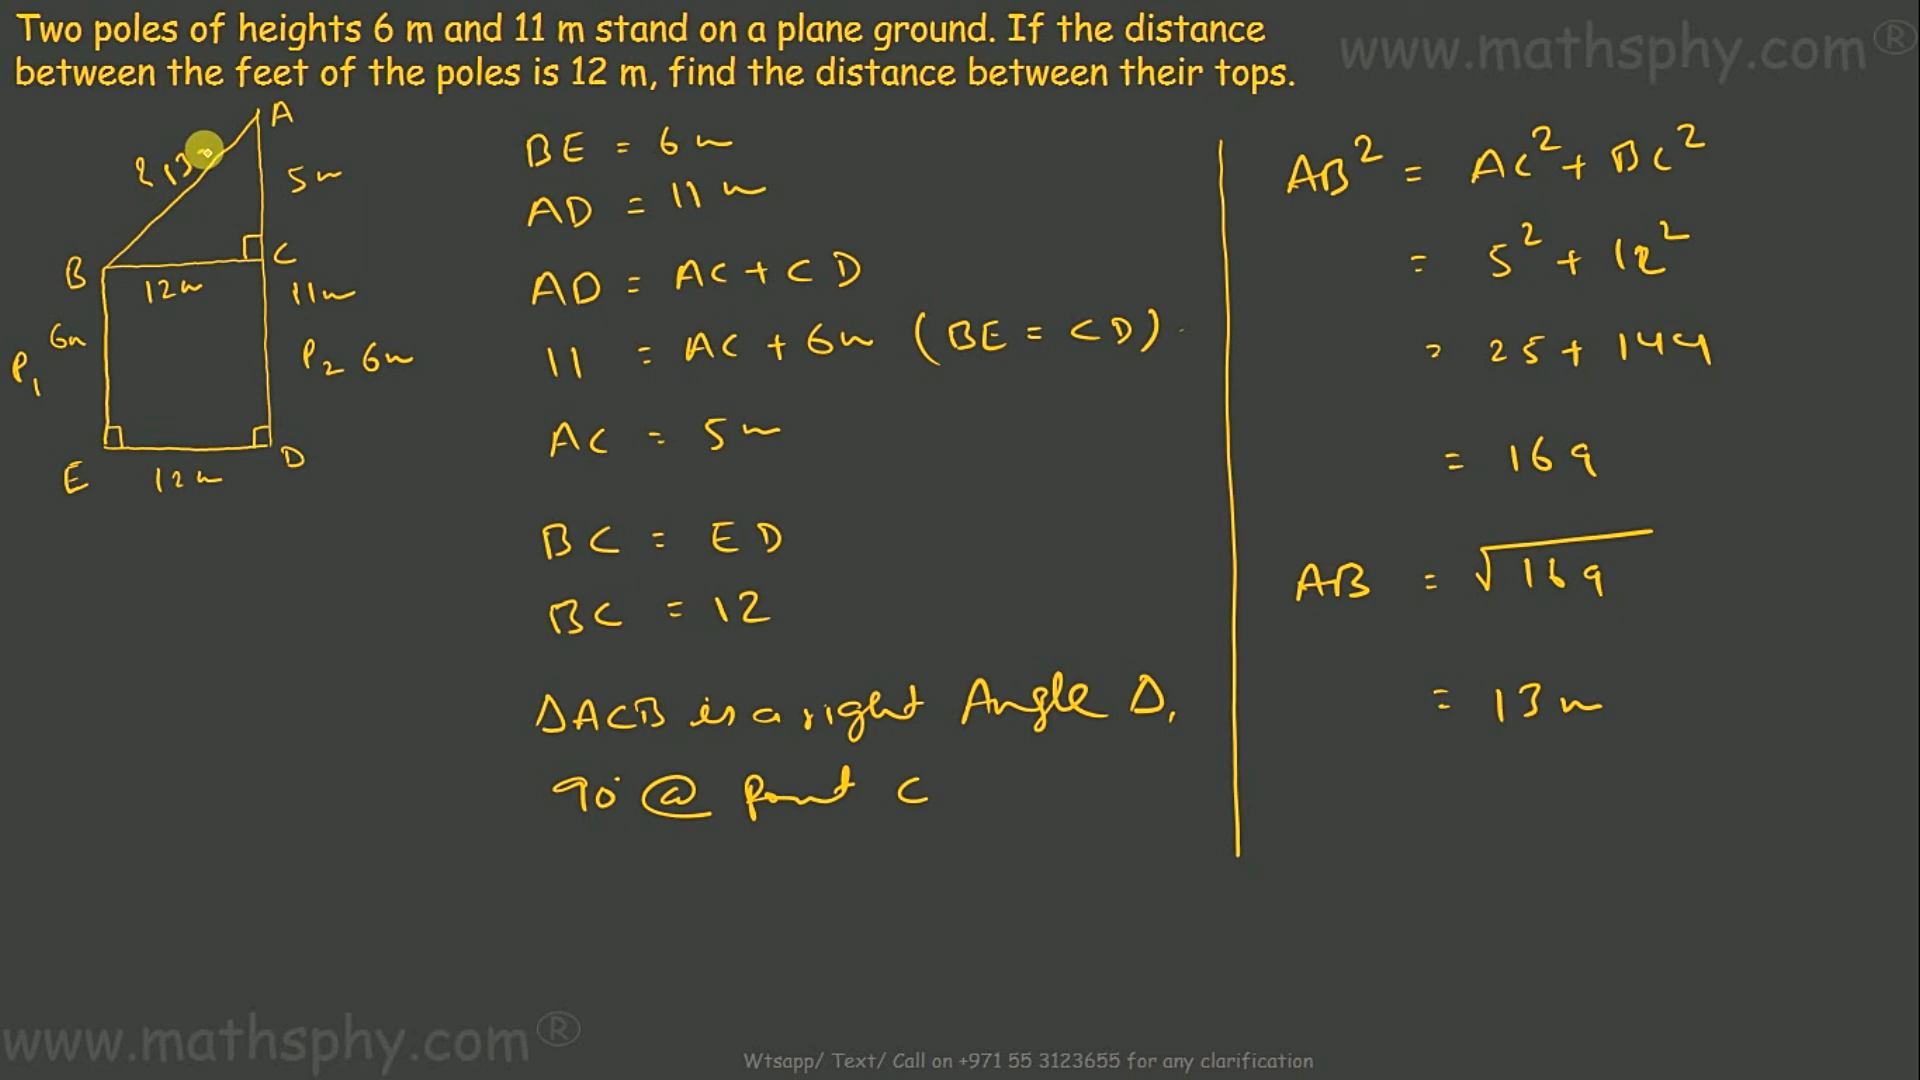 Two poles of heights 6 m and 11 m stand on a plane ground. If the distance
between the feet of the poles is 12 m, find the distance between their tops.
www.mathsphy.com®
A
13
5m
B
C
12m
11m
6m
P1
P2 6m
E
12m
D
BE = 6m
AD = 11m
AD = AC + CD
11 = AC + 6m (BE = CD)
AC = 5m
BC = ED
BC = 12
ΔACB is a right Angle Δ,
90° @ point C
AB² = AC² + BC²
= 5² + 12²
= 25 + 144
= 169
AB = √169
= 13m
www.mathsphy.com®
Wtsapp/ Text/ Call on +971 55 3123655 for any clarification